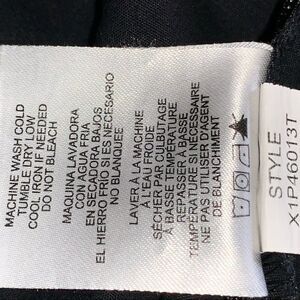 MACHINE WASH COLD
TUMBLE DRY LOW
COOL IRON IF NEEDED
DO NOT BLEACH
MAQUINA LAVADORA
CON AGUA FRIA
EN SECADORA BAJOS
EL HIERRO FRIO SI ES NECESARIO
NO BLANQUEE
LAVER À LA MACHINE
À L'EAU FROIDE
SÉCHER PAR CULBUTAGE
À BASSE TEMPÉRATURE
REPASSER À BASSE
TEMPÉRATURE SI NÉCESSAIRE
NE PAS UTILISER D'AGENT
DE BLANCHIMENT
STYLE
X1P46013T